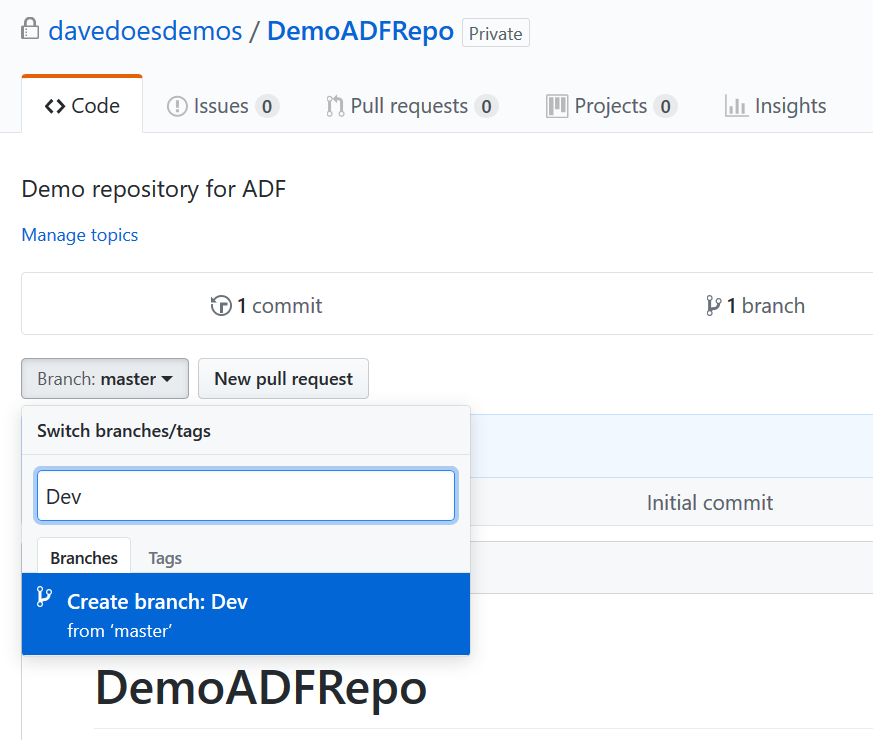 davedoesdemos / DemoADFRepo Private
Code Issues 0 Pull requests 0 Projects 0 Insights
Demo repository for ADF
Manage topics
1 commit 1 branch
Branch: master New pull request
Switch branches/tags
Dev
Initial commit
Branches Tags
Create branch: Dev
from ‘master’
DemoADFRepo